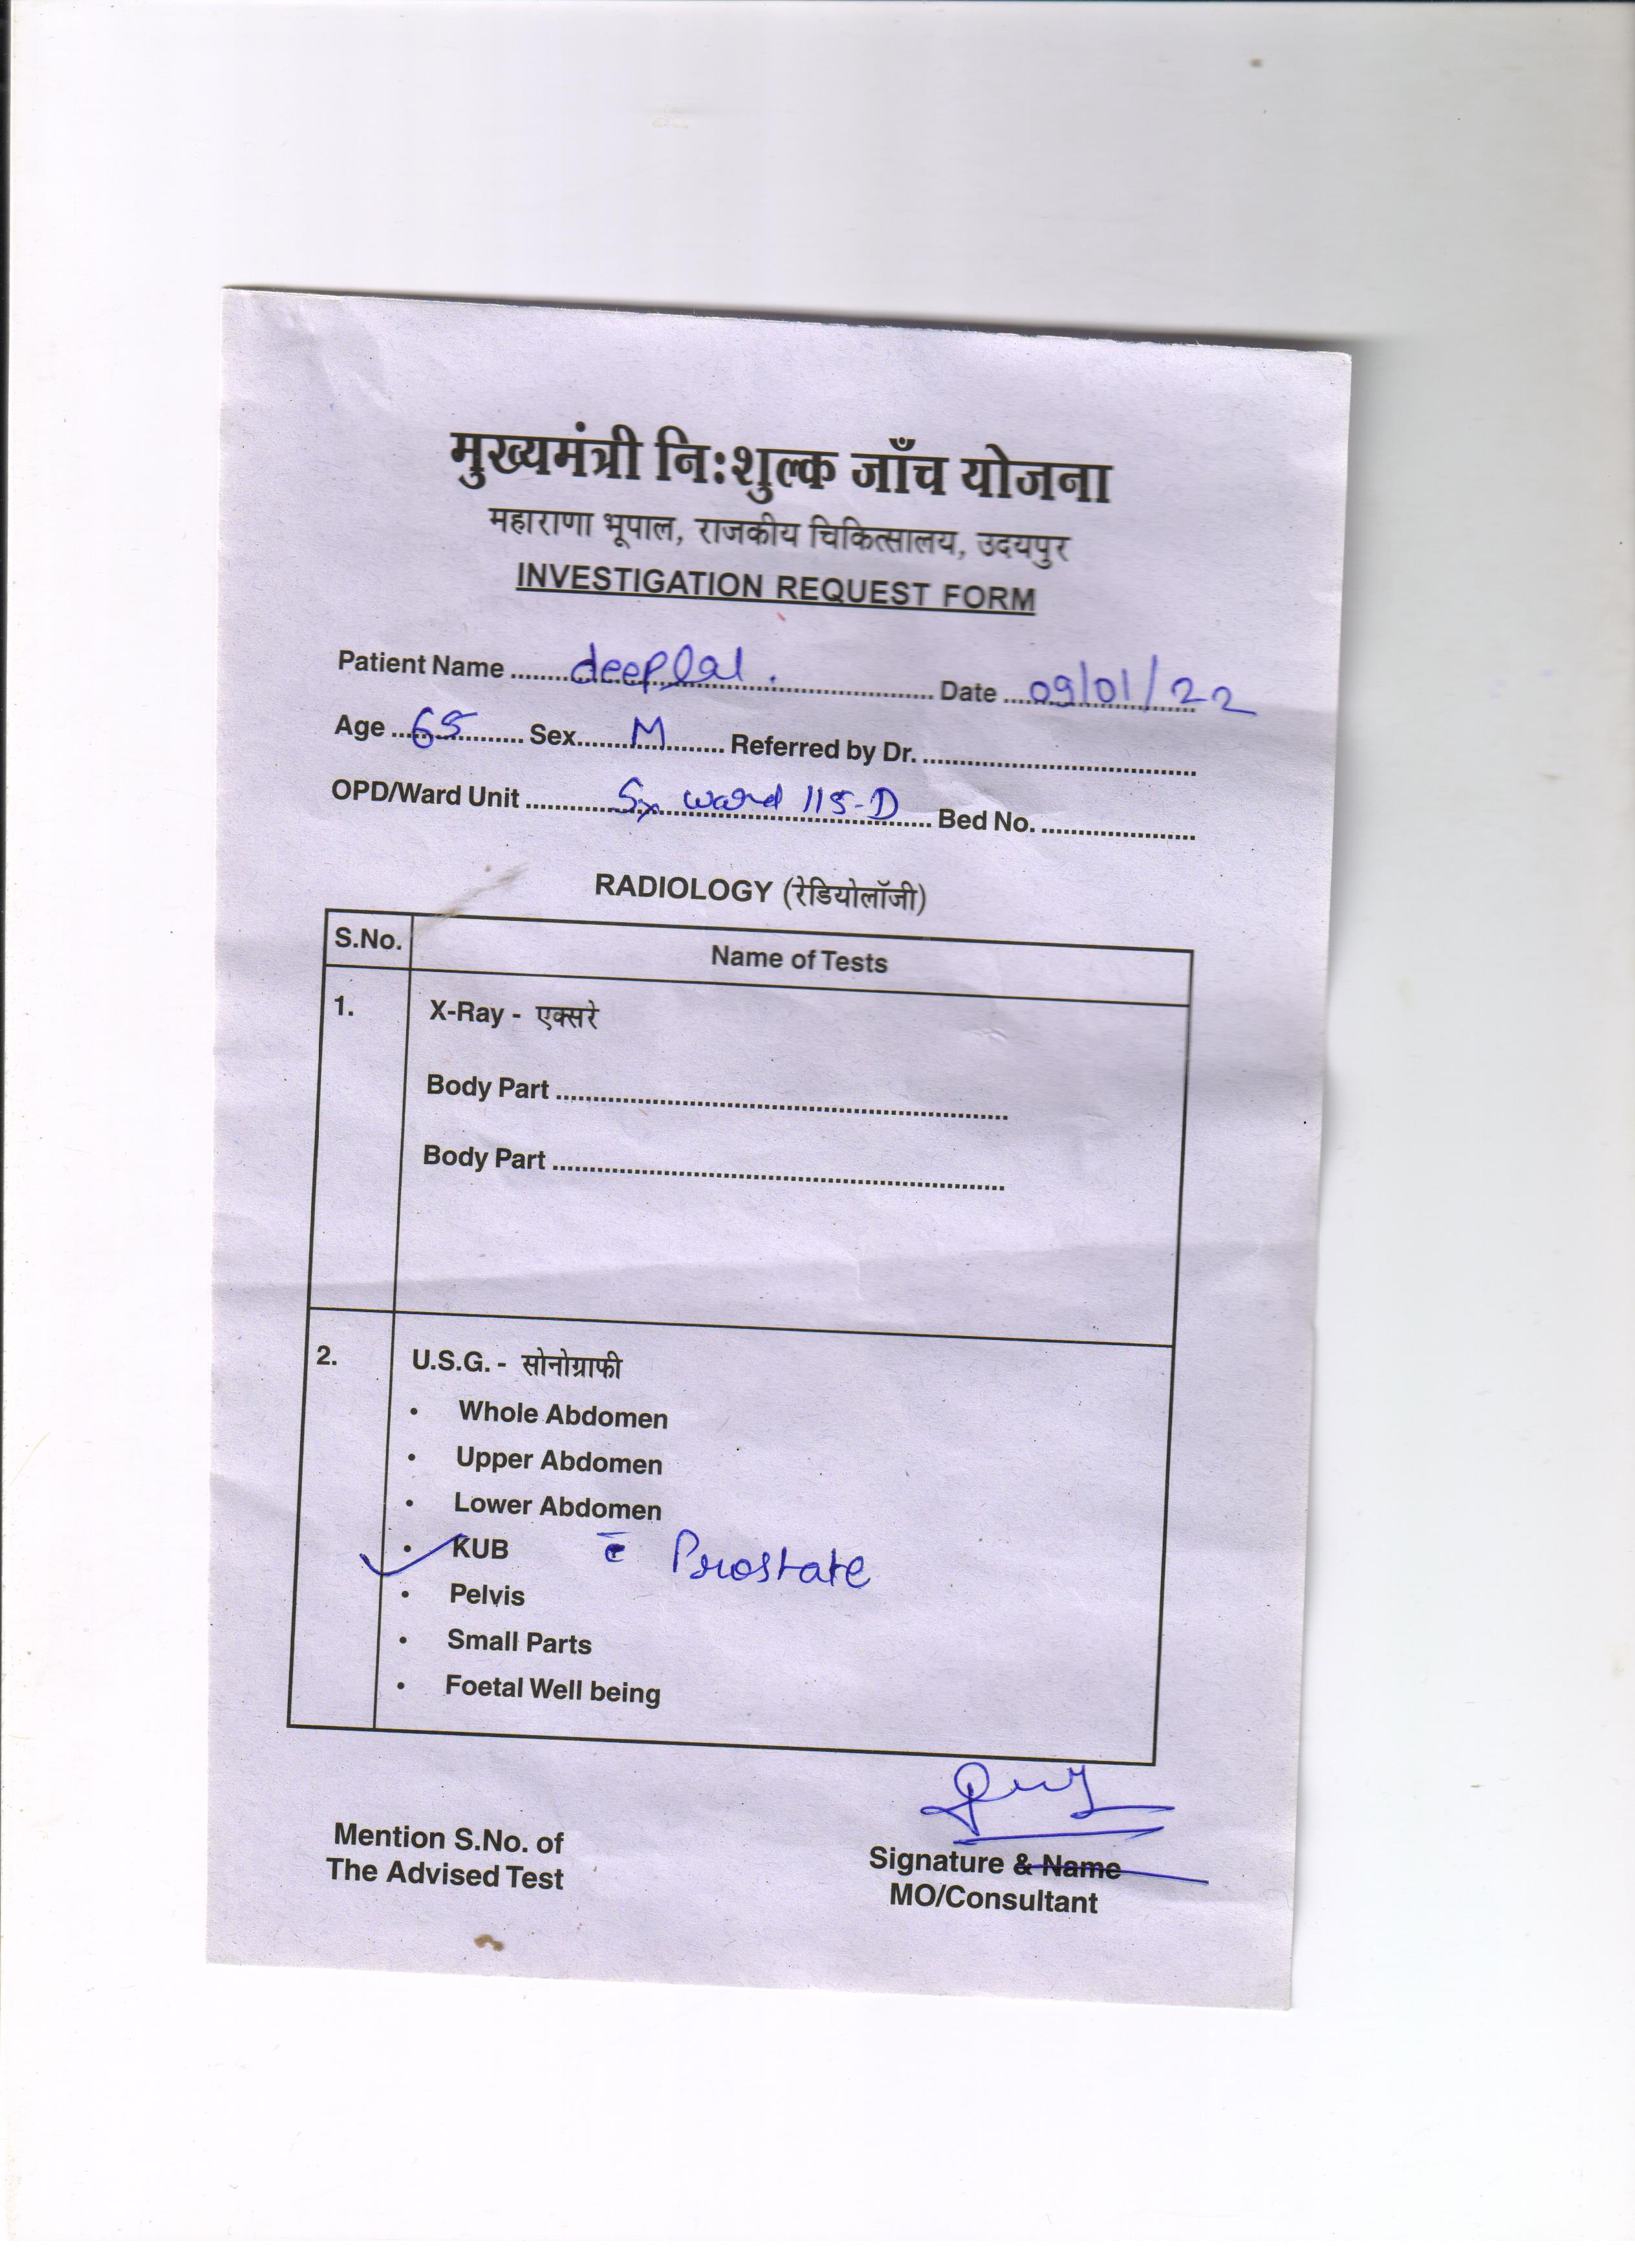 मुख्यमंत्री नि:शुल्क जाँच योजना
महाराणा भूपाल, राजकीय चिकित्सालय, उदयपुर
INVESTIGATION REQUEST FORM
Patient Name ........deeplal.......... Date ....09/01/22
Age ...65....... Sex.......M....... Referred by Dr. ....................
OPD/Ward Unit ..........Sx ward 115-D.... Bed No. ....................
RADIOLOGY (रेडियोलॉजी)
S.No. Name of Tests
1. X-Ray - एक्सरे
Body Part ............................................................
Body Part ............................................................
2. U.S.G. - सोनोग्राफी
• Whole Abdomen
• Upper Abdomen
• Lower Abdomen
• KUB c̄ Prostate
• Pelvis
• Small Parts
• Foetal Well being
Mention S.No. of
The Advised Test
Signature & Name
MO/Consultant